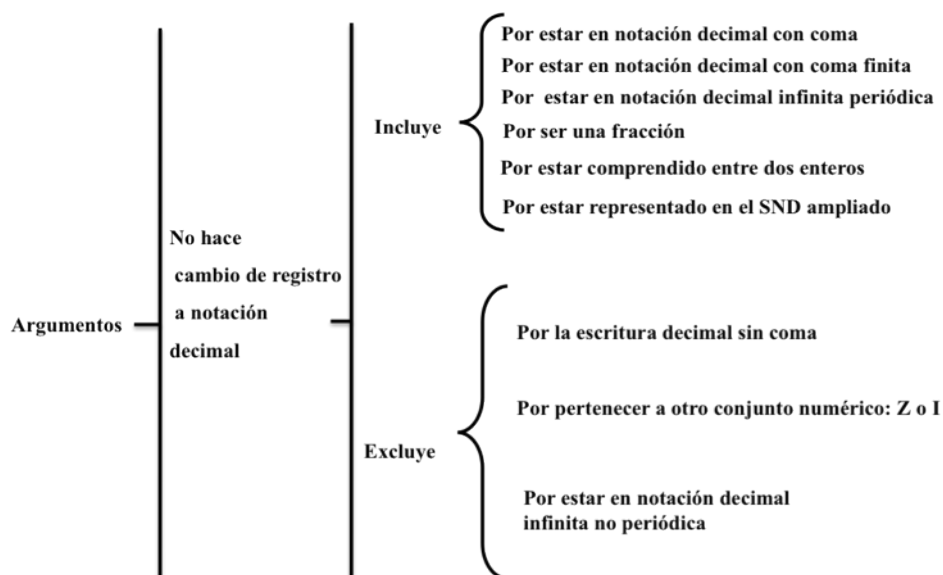 Argumentos
No hace
cambio de registro
a notación
decimal
Incluye
Por estar en notación decimal con coma
Por estar en notación decimal con coma finita
Por estar en notación decimal infinita periódica
Por ser una fracción
Por estar comprendido entre dos enteros
Por estar representado en el SND ampliado
Excluye
Por la escritura decimal sin coma
Por pertenecer a otro conjunto numérico: Z o I
Por estar en notación decimal
infinita no periódica